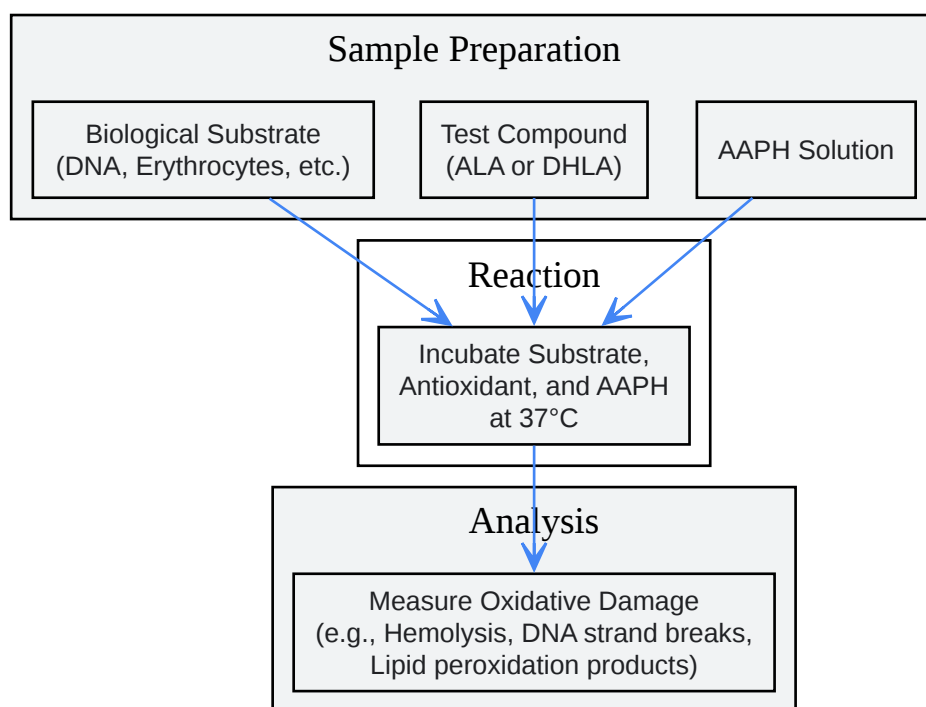 Sample Preparation
Biological Substrate
(DNA, Erythrocytes, etc.)
Test Compound
(ALA or DHLA)
AAPH Solution
Reaction
Incubate Substrate,
Antioxidant, and AAPH
at 37°C
Analysis
Measure Oxidative Damage
(e.g., Hemolysis, DNA strand breaks,
Lipid peroxidation products)